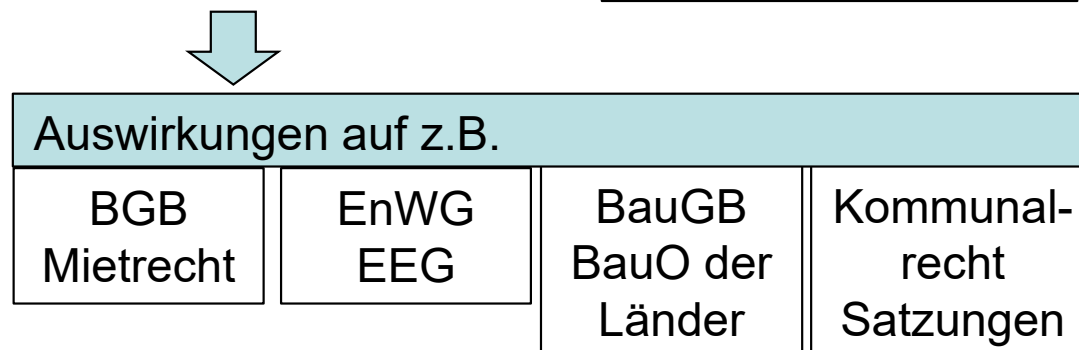 Auswirkungen auf z.B.
BGB
Mietrecht
EnWG
EEG
BauGB
BauO der
Länder
Kommunal-
recht
Satzungen